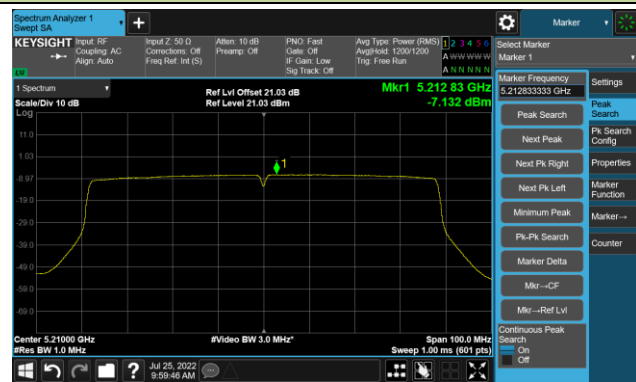 Spectrum Analyzer 1
Swept SA
Marker
KEYSIGHT
Input: RF
Coupling: AC
Align: Auto
Input Z: 50 Ω
Corrections: Off
Freq Ref: Int (S)
Atten: 10 dB
Preamp: Off
PNO: Fast
Gate: Off
IF Gain: Low
Sig Track: Off
Avg Type: Power (RMS)
Avg|Hold: 1200/1200
Trig: Free Run
1 2 3 4 5 6
A W W W W W
A N N N N N
LW
Select Marker
Marker 1
1 Spectrum
Scale/Div 10 dB
Log
Ref Lvl Offset 21.03 dB
Ref Level 21.03 dBm
Mkr1 5.212 83 GHz
-7.132 dBm
11.0
1.03
-8.97
-19.0
-29.0
-39.0
-49.0
-59.0
-69.0
1
Center 5.21000 GHz
#Res BW 1.0 MHz
#Video BW 3.0 MHz*
Span 100.0 MHz
Sweep 1.00 ms (601 pts)
Marker Frequency
5.212833333 GHz
Peak Search
Next Peak
Next Pk Right
Next Pk Left
Minimum Peak
Pk-Pk Search
Marker Delta
Mkr→CF
Mkr→Ref Lvl
Continuous Peak
Search
On
Off
Settings
Peak
Search
Pk Search
Config
Properties
Marker
Function
Marker→
Counter
Jul 25, 2022
9:59:46 AM